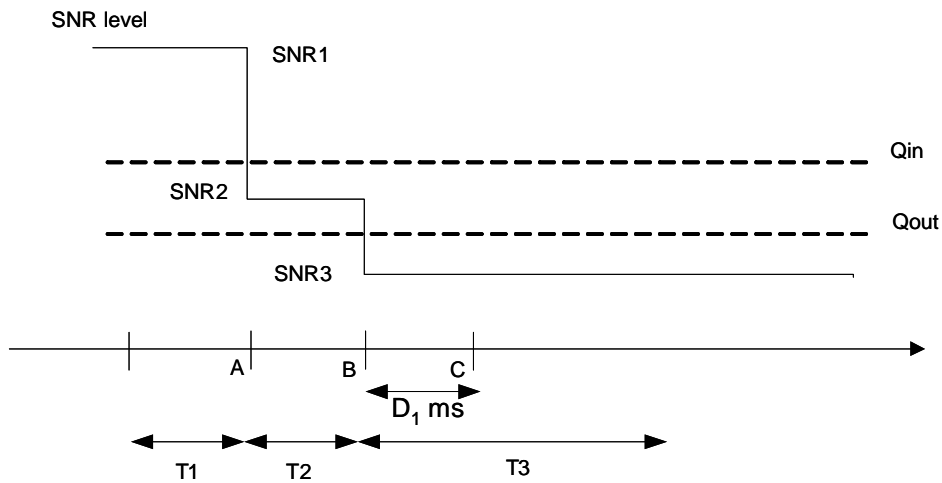 SNR level
SNR1
Qin
SNR2
Qout
SNR3
A
B
C
D₁ ms
T1
T2
T3